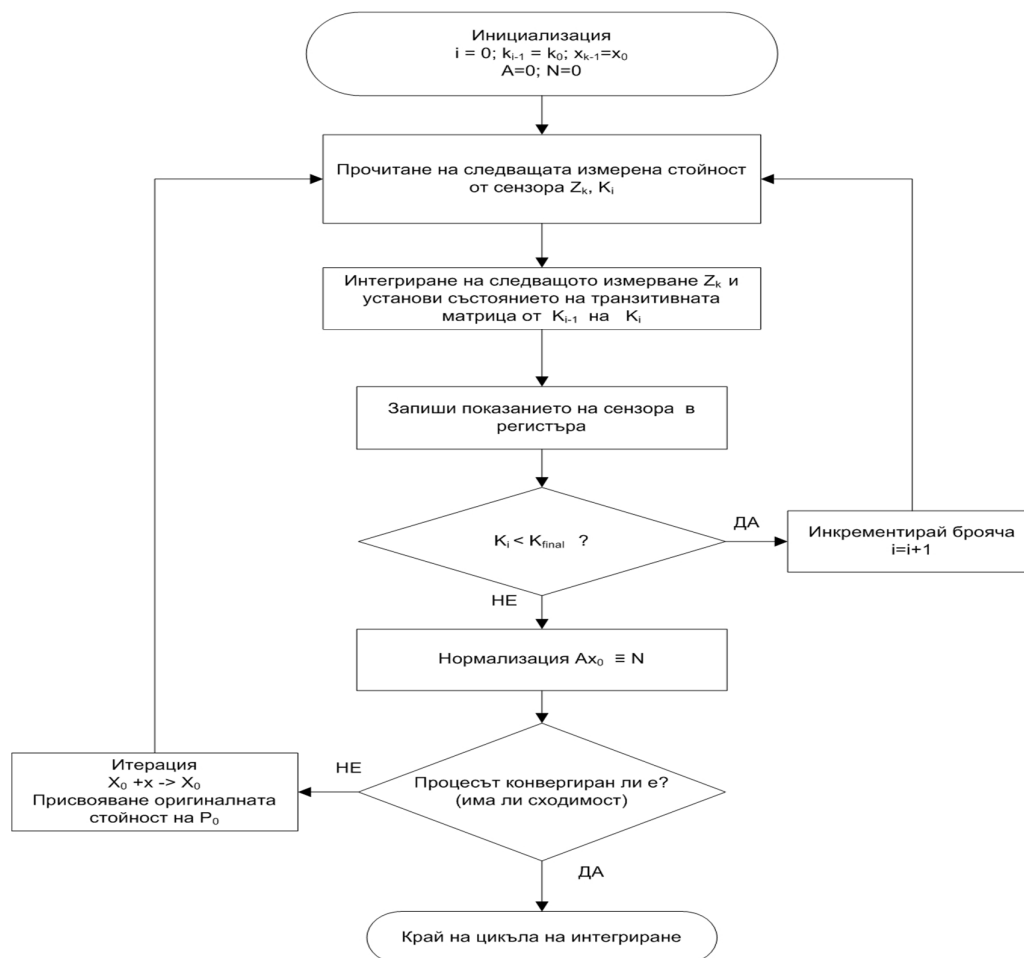 Инициализация
i = 0; kᵢ₋₁ = k₀; xₖ₋₁=x₀
A=0; N=0
Прочитане на следващата измерена стойност
от сензора Zₖ, Kᵢ
Интегриране на следващото измерване Zₖ и
установи състоянието на транзитивната
матрица от Kᵢ₋₁ на Kᵢ
Запиши показанието на сензора в
регистъра
Kᵢ < K_final ?
ДА
Инкрементирай брояча
i=i+1
НЕ
Нормализация Ax₀ ≡ N
Процесът конвергиран ли е?
(има ли сходимост)
НЕ
Итерация
X₀ +x -> X₀
Присвояване оригиналната
стойност на P₀
ДА
Край на цикъла на интегриране